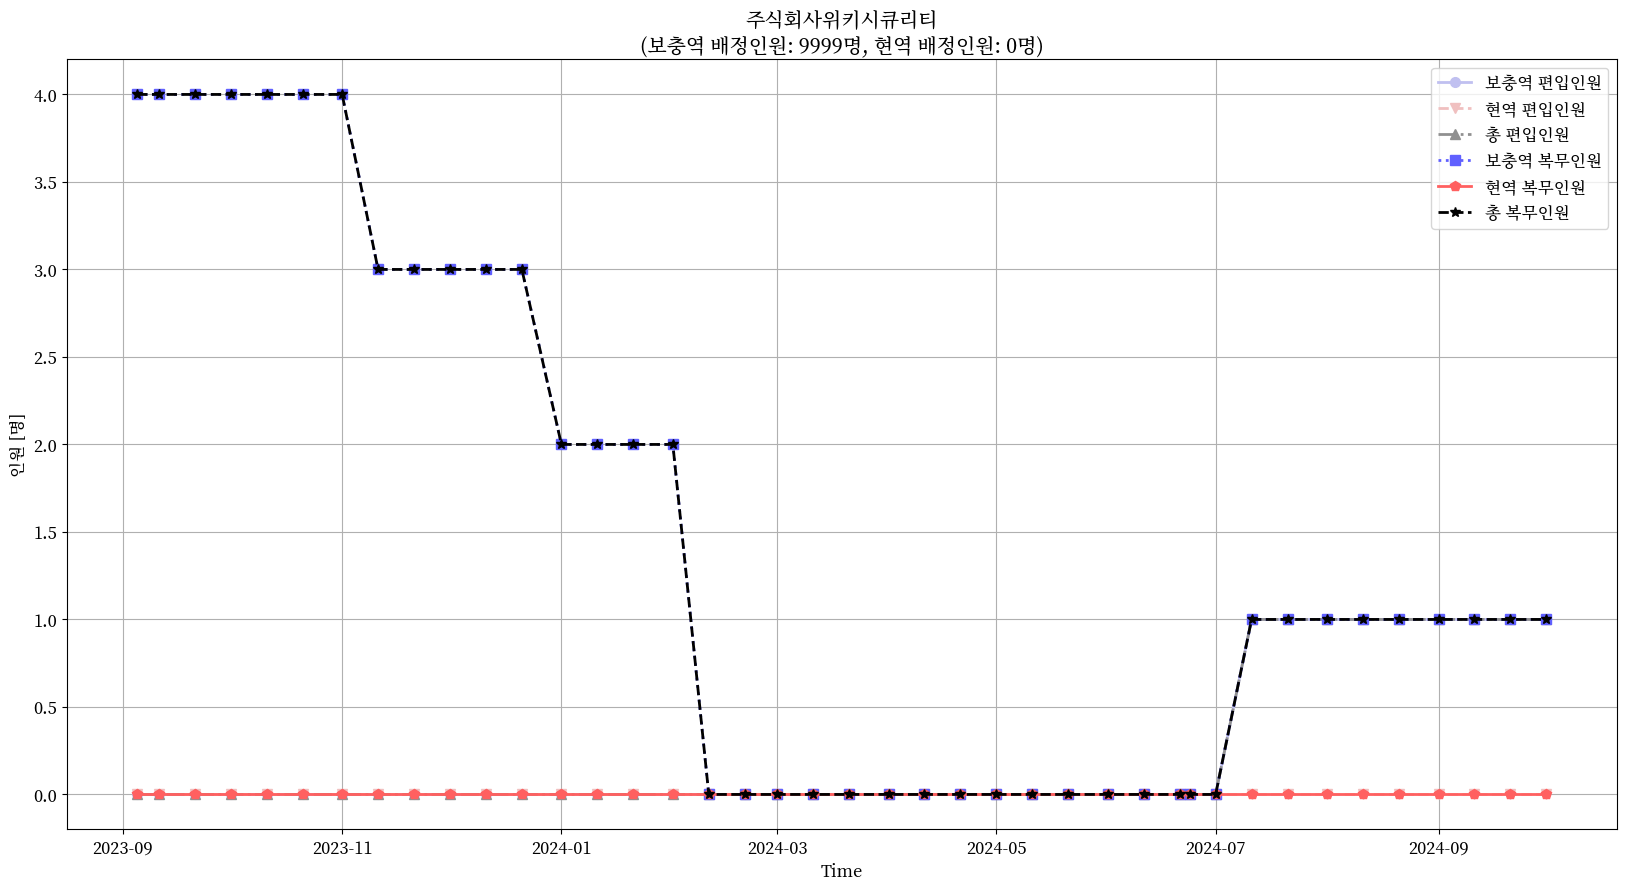 주식회사위키시큐리티
(보충역 배정인원: 9999명, 현역 배정인원: 0명)
보충역 편입인원
현역 편입인원
총 편입인원
보충역 복무인원
현역 복무인원
총 복무인원
인원 [명]
4.0
3.5
3.0
2.5
2.0
1.5
1.0
0.5
0.0
2023-09 2023-11 2024-01 2024-03 2024-05 2024-07 2024-09
Time